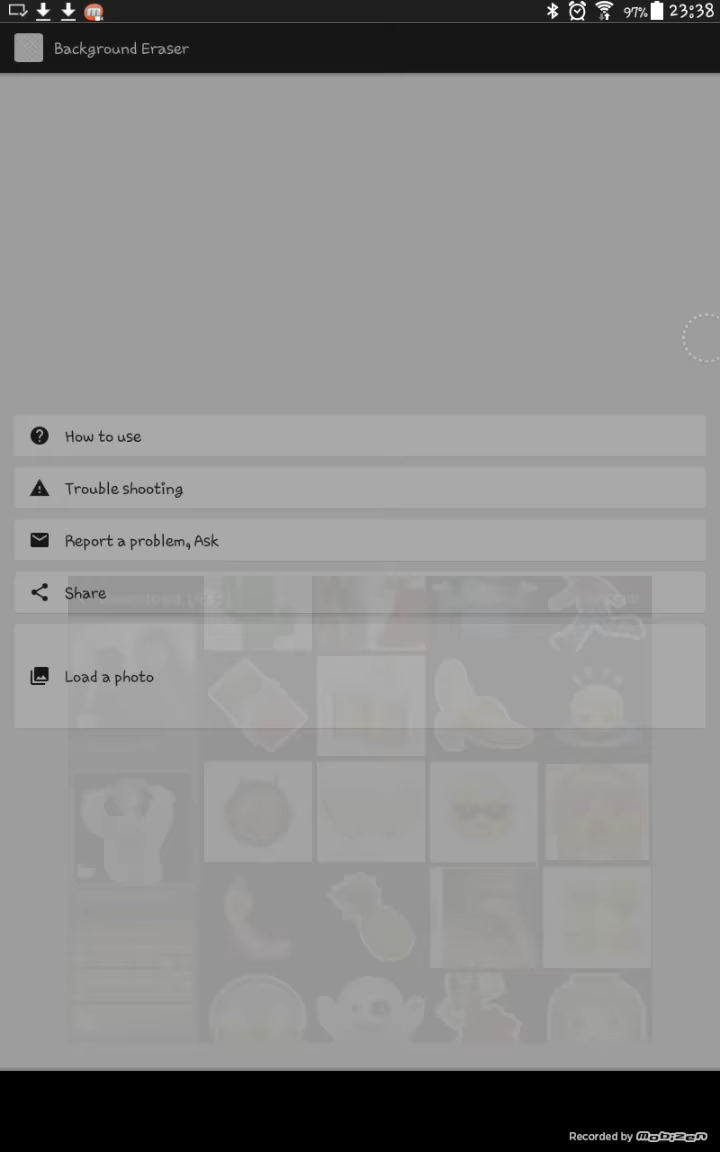 97% 23:38
Background Eraser
How to use
Trouble shooting
Report a problem, Ask
Share
Load a photo
Recorded by mobizen